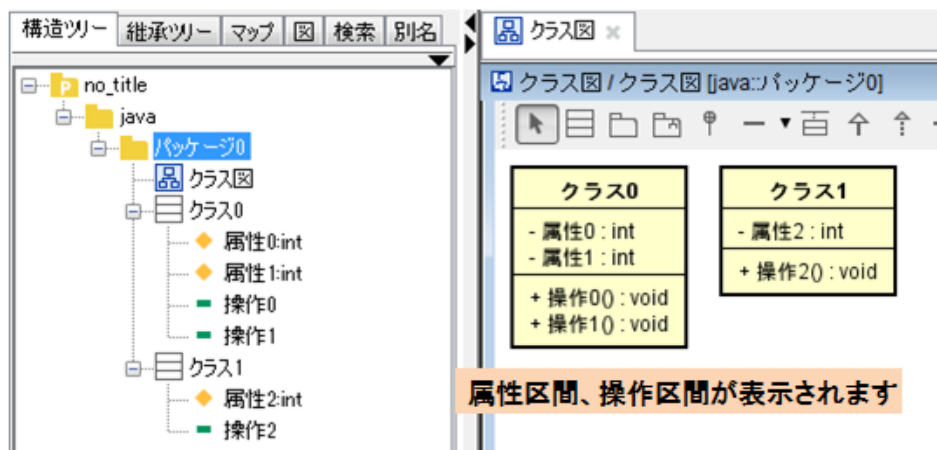 構造ツリー 継承ツリー マップ 図 検索 別名
no_title
java
パッケージ0
クラス図
クラス0
属性0:int
属性1:int
操作0
操作1
クラス1
属性2:int
操作2
クラス図
クラス図 / クラス図 [java::パッケージ0]
クラス0
- 属性0 : int
- 属性1 : int
+ 操作0() : void
+ 操作1() : void
クラス1
- 属性2 : int
+ 操作2() : void
属性区間、操作区間が表示されます